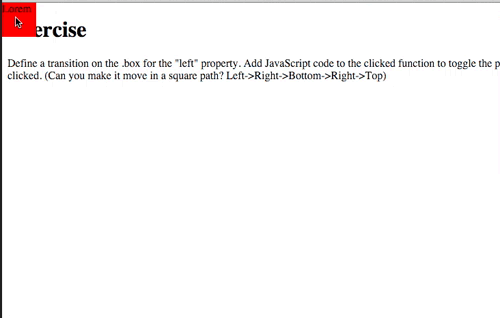 Lorem
ercise
Define a transition on the .box for the "left" property. Add JavaScript code to the clicked function to toggle the p
clicked. (Can you make it move in a square path? Left->Right->Bottom->Right->Top)